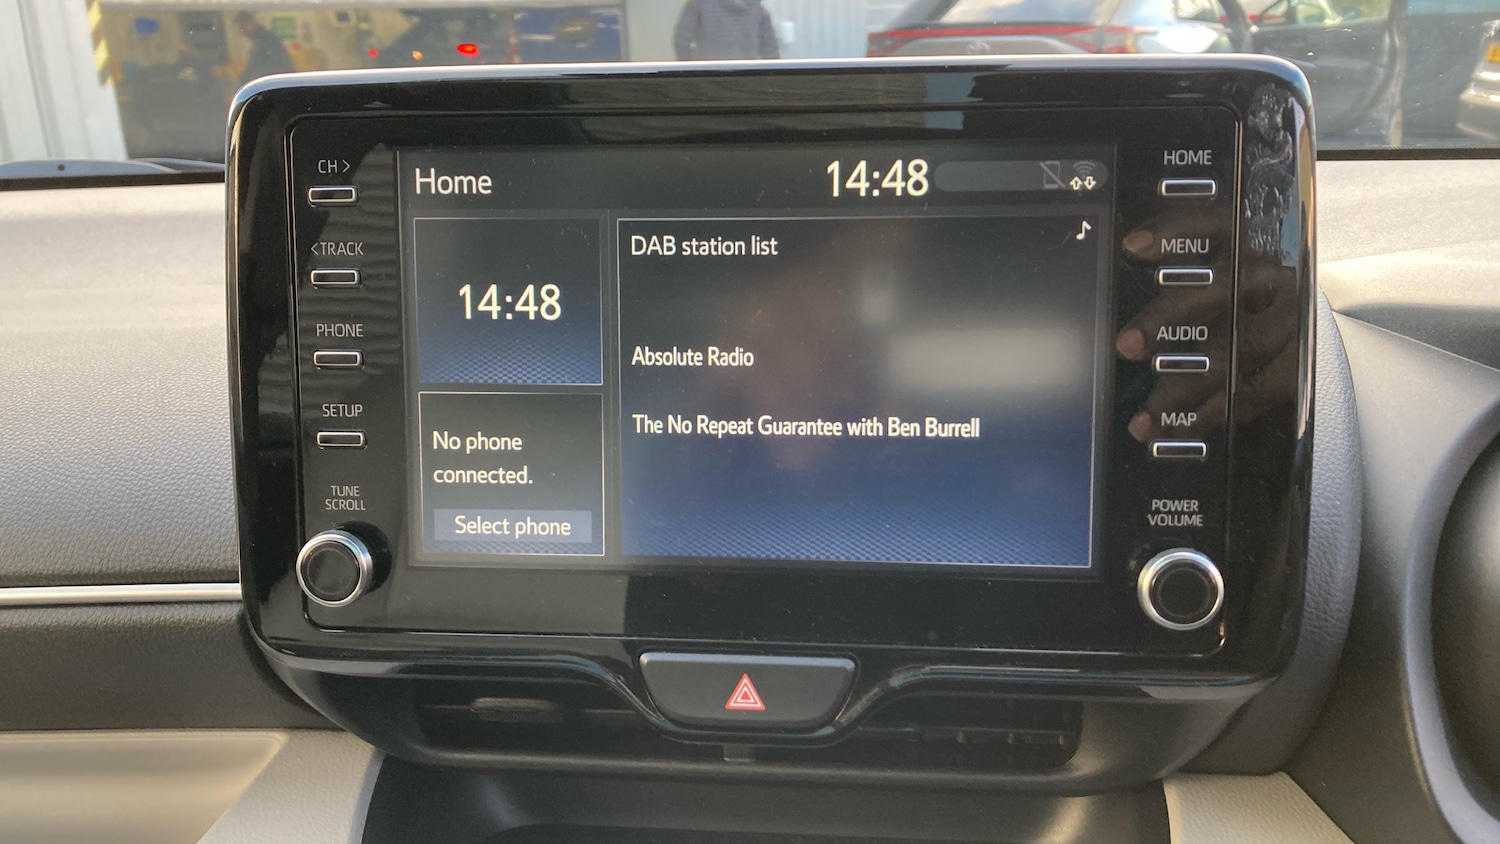 CH >
< TRACK
PHONE
SETUP
TUNE
SCROLL
Home
14:48
14:48
No phone
connected.
Select phone
DAB station list
Absolute Radio
The No Repeat Guarantee with Ben Burrell
HOME
MENU
AUDIO
MAP
POWER
VOLUME